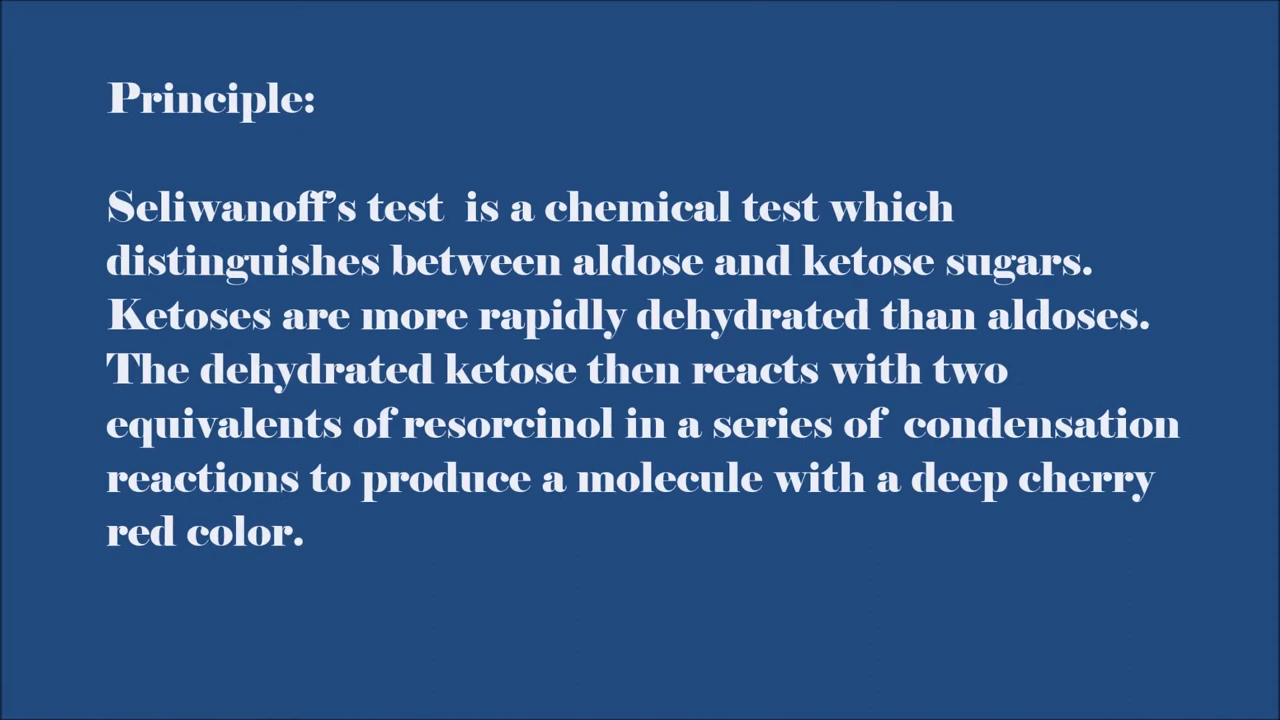 Principle:
Seliwanoff's test  is a chemical test which
distinguishes between aldose and ketose sugars.
Ketoses are more rapidly dehydrated than aldoses.
The dehydrated ketose then reacts with two
equivalents of resorcinol in a series of  condensation
reactions to produce a molecule with a deep cherry
red color.